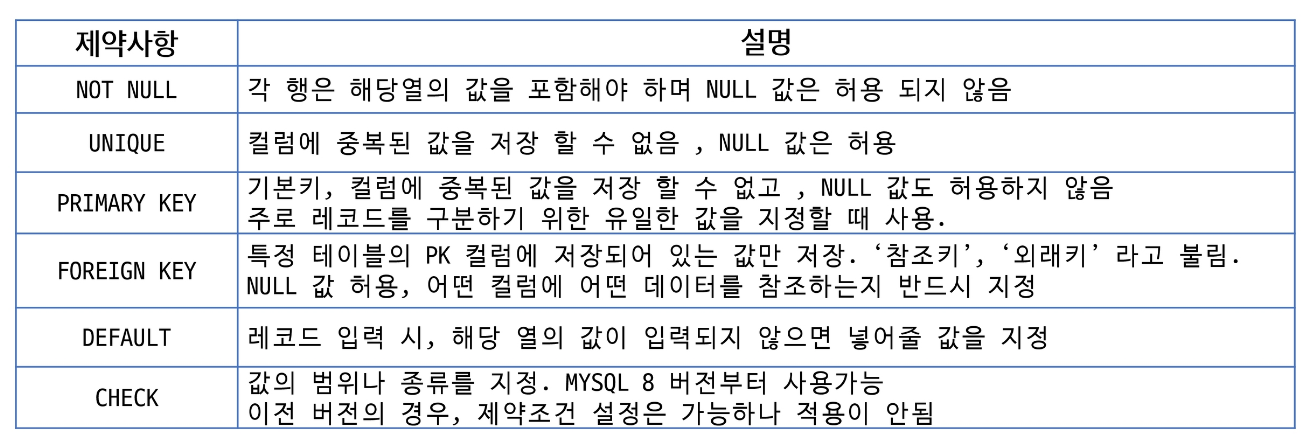 제약사항 설명
NOT NULL 각 행은 해당열의 값을 포함해야 하며 NULL 값은 허용 되지 않음
UNIQUE 컬럼에 중복된 값을 저장 할 수 없음 , NULL 값은 허용
PRIMARY KEY 기본키, 컬럼에 중복된 값을 저장 할 수 없고 , NULL 값도 허용하지 않음
주로 레코드를 구분하기 위한 유일한 값을 지정할 때 사용.
FOREIGN KEY 특정 테이블의 PK 컬럼에 저장되어 있는 값만 저장. ‘참조키’, ‘외래키’ 라고 불림.
NULL 값 허용, 어떤 컬럼에 어떤 데이터를 참조하는지 반드시 지정
DEFAULT 레코드 입력 시, 해당 열의 값이 입력되지 않으면 넣어줄 값을 지정
CHECK 값의 범위나 종류를 지정. MYSQL 8 버전부터 사용가능
이전 버전의 경우, 제약조건 설정은 가능하나 적용이 안됨